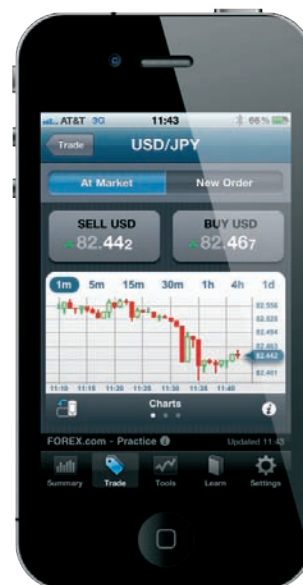 AT&T 3G 11:43 66%
Trade USD/JPY
At Market New Order
SELL USD BUY USD
82.442 82.467
1m 5m 15m 30m 1h 4h 1d
82.556
82.525
82.494
82.463
82.442
82.401
11:10 11:15 11:20 11:25 11:30 11:35 11:40
Charts
FOREX.com - Practice Updated 11:43
Summary Trade Tools Learn Settings